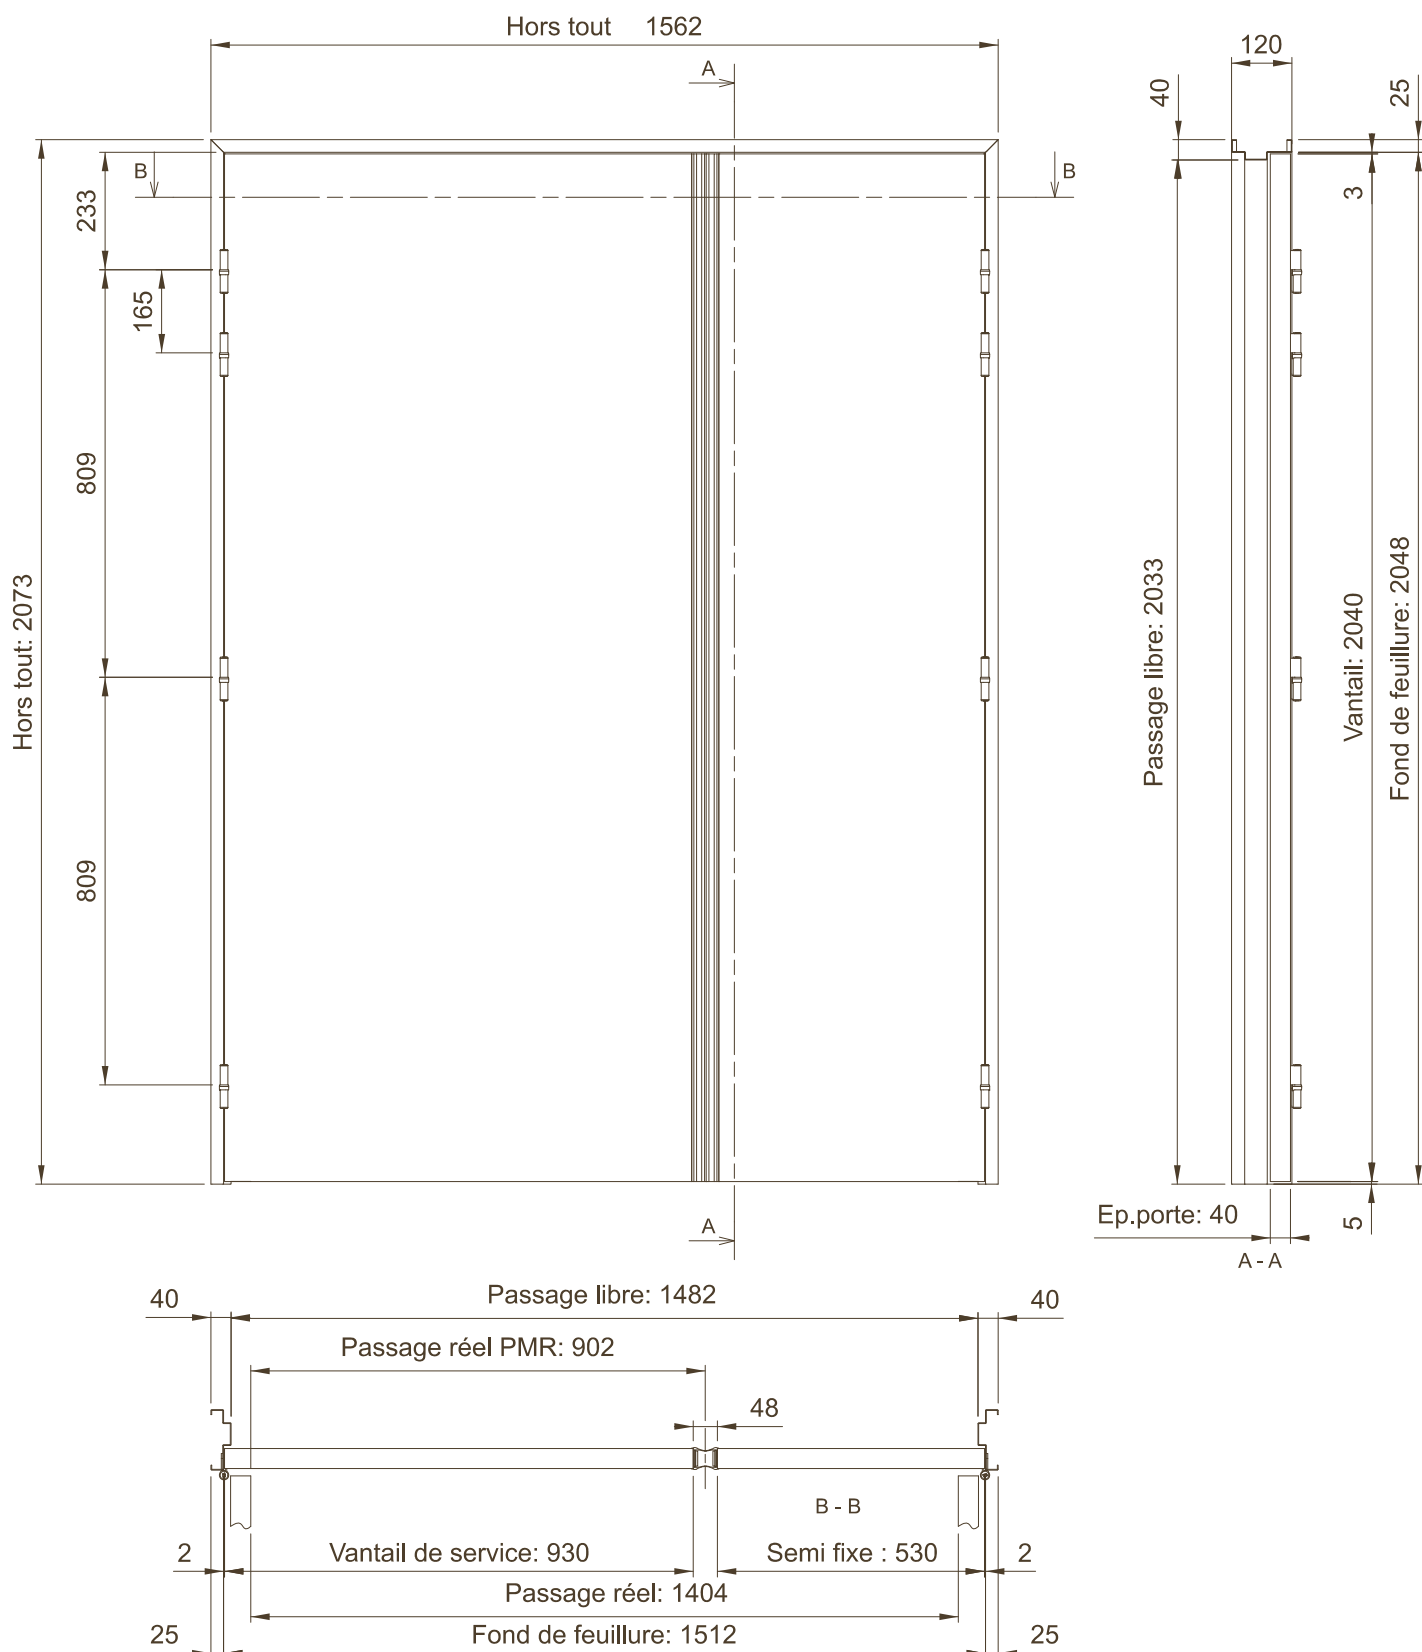 Hors tout 1562
A
120
40
25
B
B
233
3
165
809
Hors tout: 2073
Passage libre: 2033
Vantail: 2040
Fond de feuillure: 2048
809
A
Ep.porte: 40
5
A - A
40
Passage libre: 1482
40
Passage réel PMR: 902
48
B - B
2
Vantail de service: 930
Semi fixe : 530
2
Passage réel: 1404
25
Fond de feuillure: 1512
25